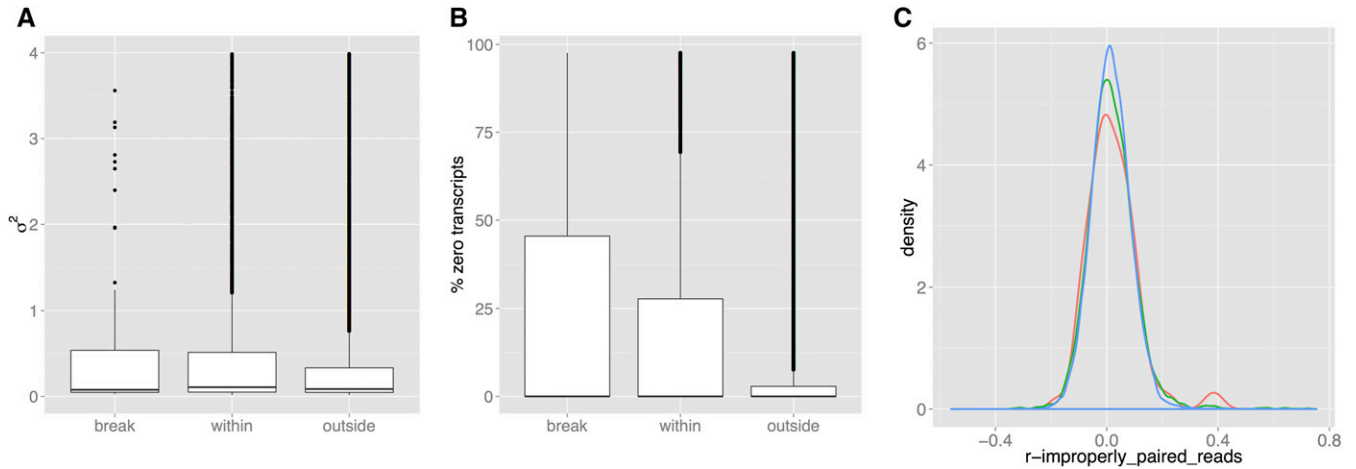 A
σ²
4
3
2
1
0
break within outside
B
% zero transcripts
100
75
50
25
0
break within outside
C
density
6
4
2
0
−0.4 0.0 0.4 0.8
r−improperly_paired_reads